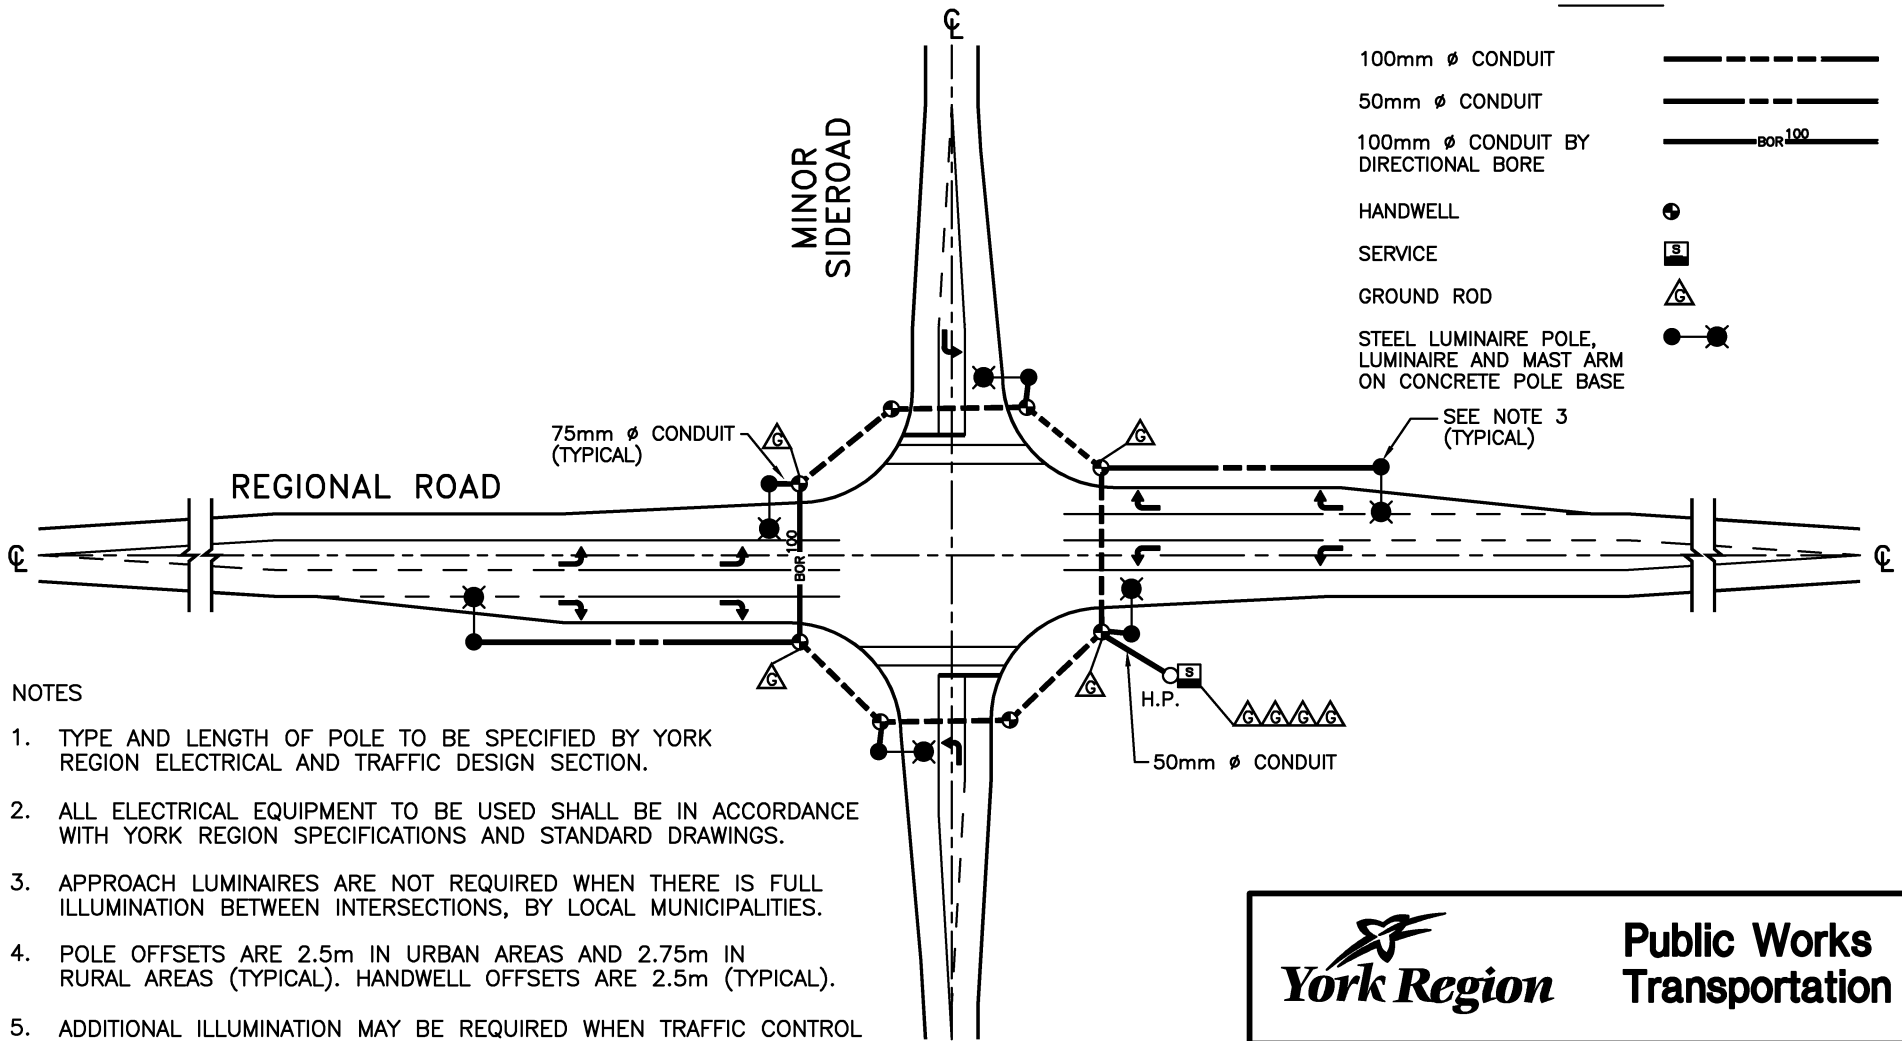 ℄
100mm ø CONDUIT
50mm ø CONDUIT
100mm ø CONDUIT BY
DIRECTIONAL BORE
BOR 100
HANDWELL
SERVICE
S
GROUND ROD
G
STEEL LUMINAIRE POLE,
LUMINAIRE AND MAST ARM
ON CONCRETE POLE BASE
SEE NOTE 3
(TYPICAL)
MINOR
SIDEROAD
75mm ø CONDUIT
(TYPICAL)
G
G
REGIONAL ROAD
BOR 100
℄
℄
G
G
S
H.P.
G G G G
50mm ø CONDUIT
NOTES
1. TYPE AND LENGTH OF POLE TO BE SPECIFIED BY YORK
REGION ELECTRICAL AND TRAFFIC DESIGN SECTION.
2. ALL ELECTRICAL EQUIPMENT TO BE USED SHALL BE IN ACCORDANCE
WITH YORK REGION SPECIFICATIONS AND STANDARD DRAWINGS.
3. APPROACH LUMINAIRES ARE NOT REQUIRED WHEN THERE IS FULL
ILLUMINATION BETWEEN INTERSECTIONS, BY LOCAL MUNICIPALITIES.
4. POLE OFFSETS ARE 2.5m IN URBAN AREAS AND 2.75m IN
RURAL AREAS (TYPICAL). HANDWELL OFFSETS ARE 2.5m (TYPICAL).
5. ADDITIONAL ILLUMINATION MAY BE REQUIRED WHEN TRAFFIC CONTROL
York Region
Public Works
Transportation